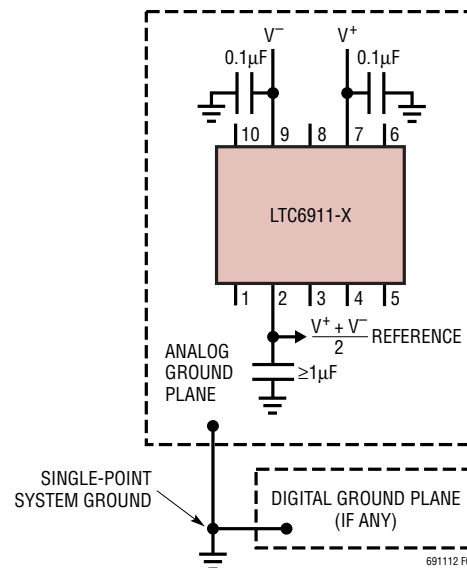 V– V+
0.1µF 0.1µF
10 9 8 7 6
LTC6911-X
1 2 3 4 5
V+ + V–
2
REFERENCE
≥1µF
ANALOG
GROUND
PLANE
SINGLE-POINT
SYSTEM GROUND
DIGITAL GROUND PLANE
(IF ANY)
691112